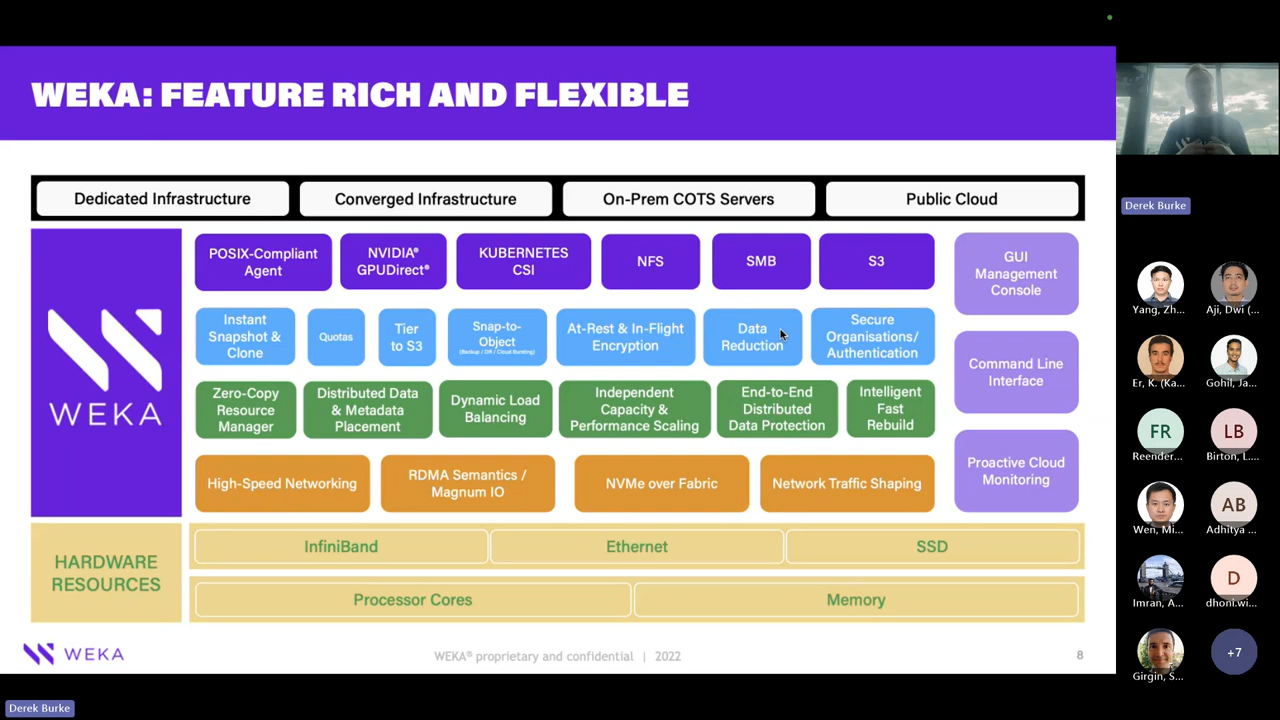 WEKA: FEATURE RICH AND FLEXIBLE
Dedicated Infrastructure
Converged Infrastructure
On-Prem COTS Servers
Public Cloud
WEKA
POSIX-Compliant
Agent
NVIDIA®
GPUDirect®
KUBERNETES
CSI
NFS
SMB
S3
Instant
Snapshot &
Clone
Quotas
Tier
to S3
Snap-to-
Object
(Backup / DR / Cloud Bursting)
At-Rest & In-Flight
Encryption
Data
Reduction
Secure
Organisations/
Authentication
Zero-Copy
Resource
Manager
Distributed Data
& Metadata
Placement
Dynamic Load
Balancing
Independent
Capacity &
Performance Scaling
End-to-End
Distributed
Data Protection
Intelligent
Fast
Rebuild
High-Speed Networking
RDMA Semantics /
Magnum IO
NVMe over Fabric
Network Traffic Shaping
GUI
Management
Console
Command Line
Interface
Proactive Cloud
Monitoring
HARDWARE
RESOURCES
InfiniBand
Ethernet
SSD
Processor Cores
Memory
WEKA
WEKA® proprietary and confidential | 2022
8
Derek Burke
Yang, Zh...
Aji, Dwi (...
Er, K. (Ka...
Gohil, Ja...
FR
LB
Reender...
Birton, L....
AB
Wen, Mi...
Adhitya ...
D
Imran, A...
dhoni.wi...
+7
Girgin, S...
Derek Burke